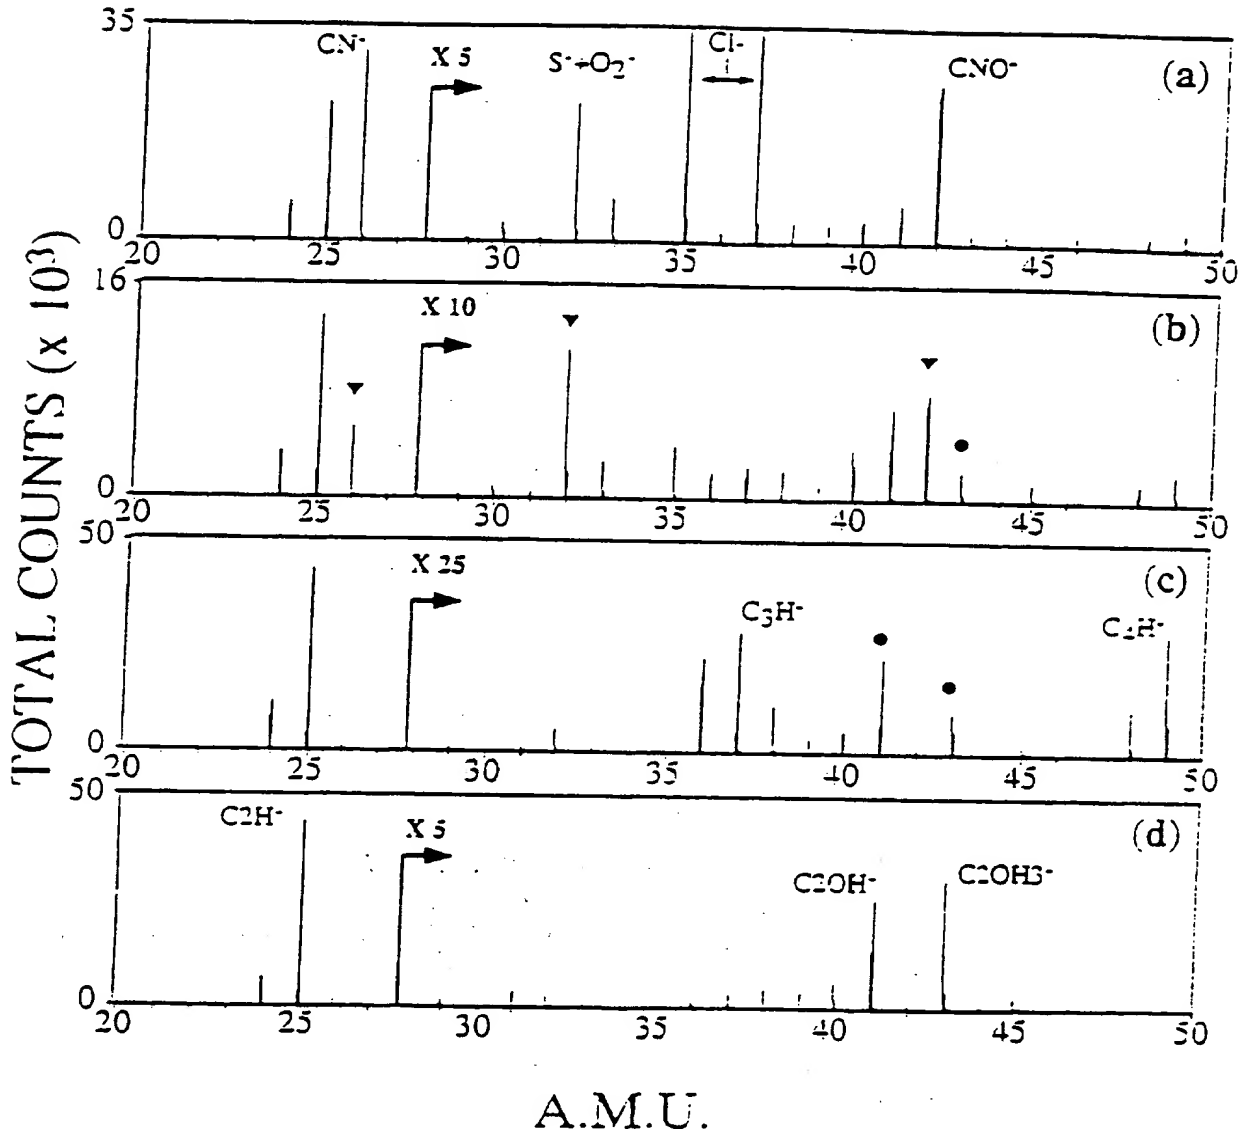 TOTAL COUNTS (x 10³)
35
CN⁻
X 5
S⁻+O₂⁻
Cl⁻
CNO⁻
(a)
0
20 25 30 35 40 45 50
16
X 10
(b)
0
20 25 30 35 40 45 50
50
X 25
C₃H⁻
C₄H⁻
(c)
0
20 25 30 35 40 45 50
50
C2H⁻
X 5
C2OH⁻
C2OH3⁻
(d)
0
20 25 30 35 40 45 50
A.M.U.